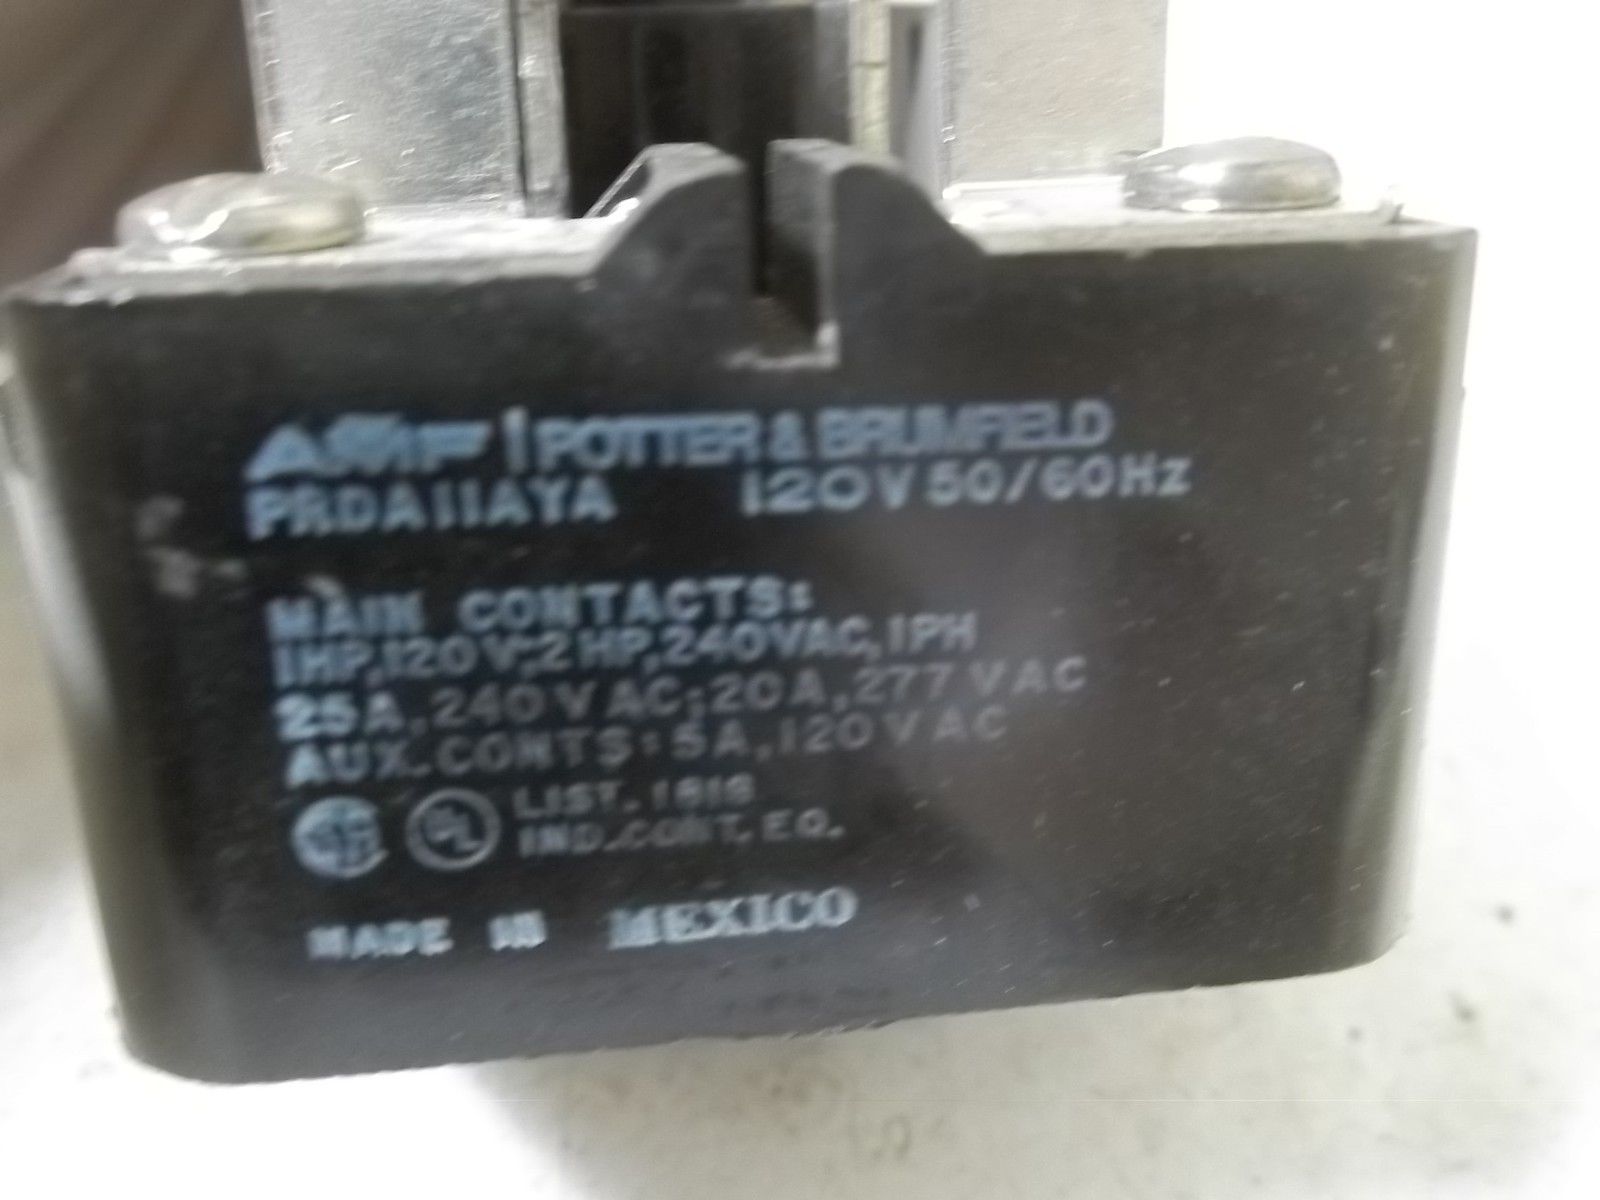 AMP | POTTER & BRUMFIELD
PRDA11AYA 120V 50/60Hz
MAIN CONTACTS:
1HP,120V;2HP,240VAC,1PH
25A,240VAC;20A,277VAC
AUX.CONTS:5A,120VAC
UL LIST.
IND.CONT.EQ.
MADE IN MEXICO